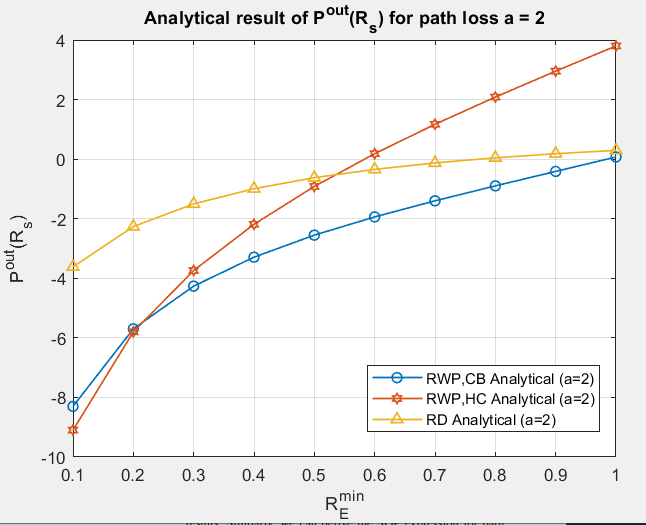 Analytical result of P^out(R_s) for path loss a = 2
P^out(R_s)
4
2
0
-2
-4
-6
-8
-10
RWP,CB Analytical (a=2)
RWP,HC Analytical (a=2)
RD Analytical (a=2)
0.1 0.2 0.3 0.4 0.5 0.6 0.7 0.8 0.9 1
R_E^min